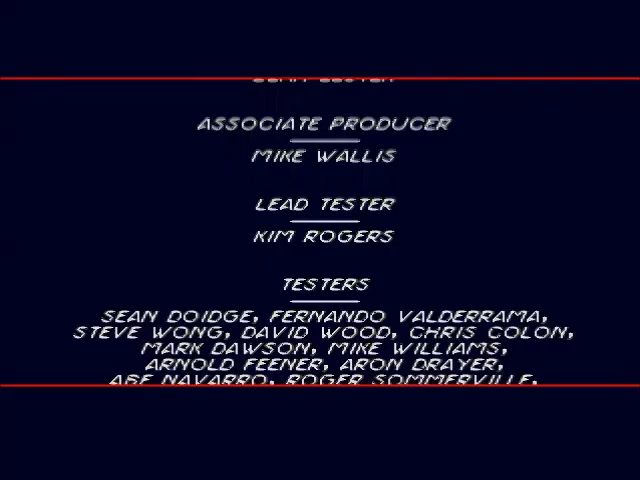 ASSOCIATE PRODUCER
MIKE WALLIS
LEAD TESTER
KIM ROGERS
TESTERS
SEAN DOIDGE, FERNANDO VALDERRAMA,
STEVE WONG, DAVID WOOD, CHRIS COLON,
MARK DAWSON, MIKE WILLIAMS,
ARNOLD FEENER, ARON DRAYER,
ABE NAVARRO, ROGER SOMMERVILLE,